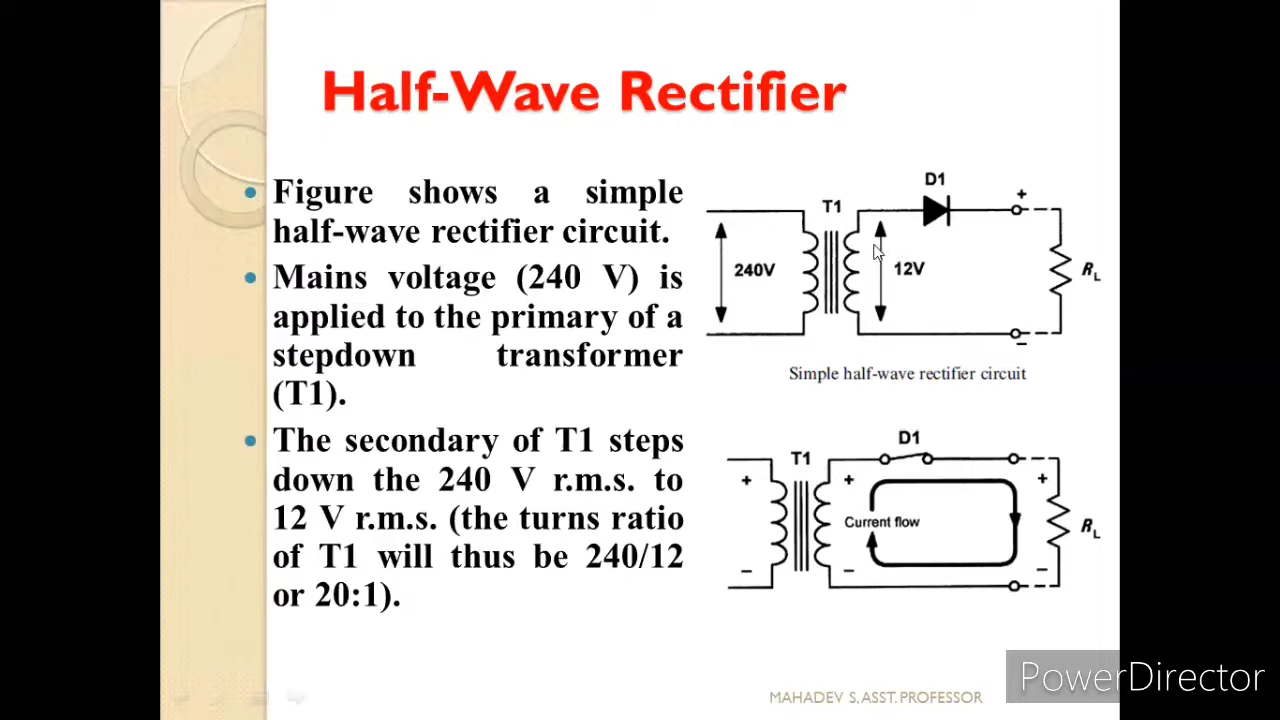 Half-Wave Rectifier
• Figure shows a simple
half-wave rectifier circuit.
• Mains voltage (240 V) is
applied to the primary of a
stepdown transformer
(T1).
• The secondary of T1 steps
down the 240 V r.m.s. to
12 V r.m.s. (the turns ratio
of T1 will thus be 240/12
or 20:1).
D1
T1
+
240V
12V
RL
−
Simple half-wave rectifier circuit
D1
T1
+ + +
Current flow
RL
− − −
MAHADEV S,ASST.PROFESSOR
PowerDirector